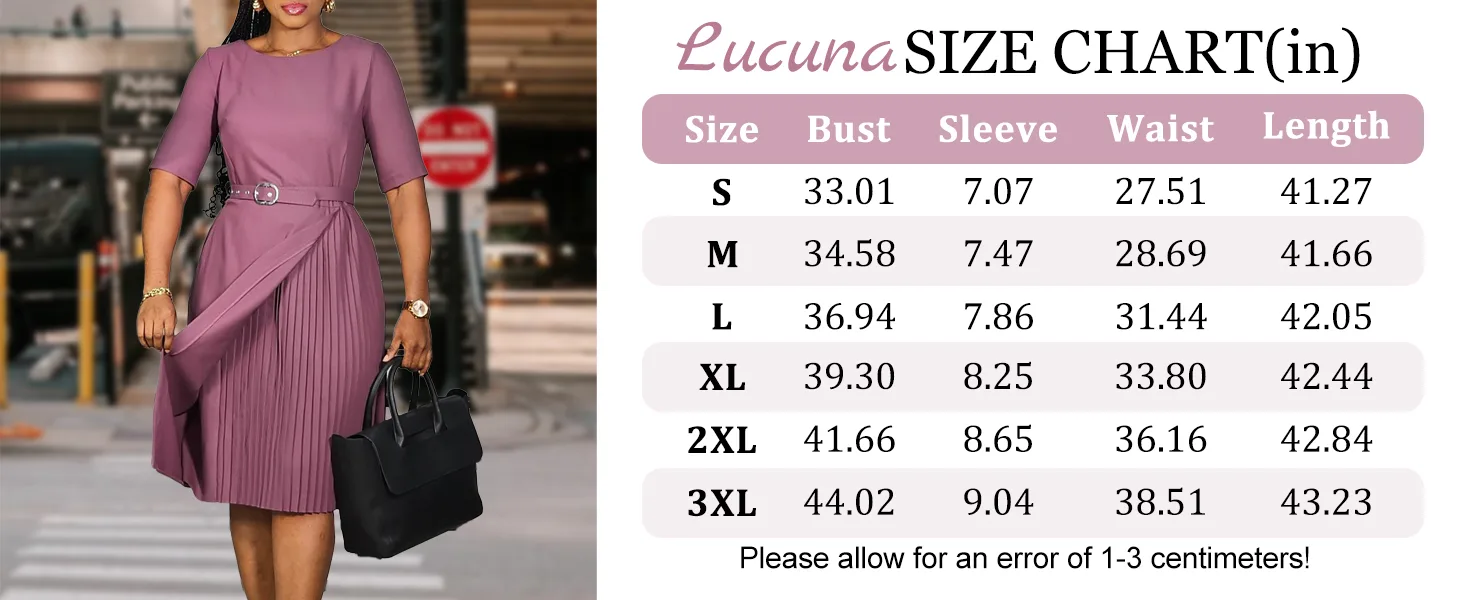 Public
Parking
DO NOT
ENTER
Lucuna SIZE CHART(in)
Size Bust Sleeve Waist Length
S 33.01 7.07 27.51 41.27
M 34.58 7.47 28.69 41.66
L 36.94 7.86 31.44 42.05
XL 39.30 8.25 33.80 42.44
2XL 41.66 8.65 36.16 42.84
3XL 44.02 9.04 38.51 43.23
Please allow for an error of 1-3 centimeters!